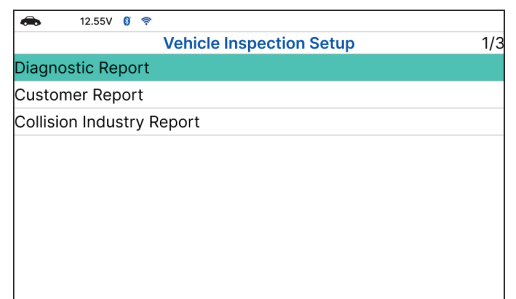 12.55V
Vehicle Inspection Setup 1/3
Diagnostic Report
Customer Report
Collision Industry Report